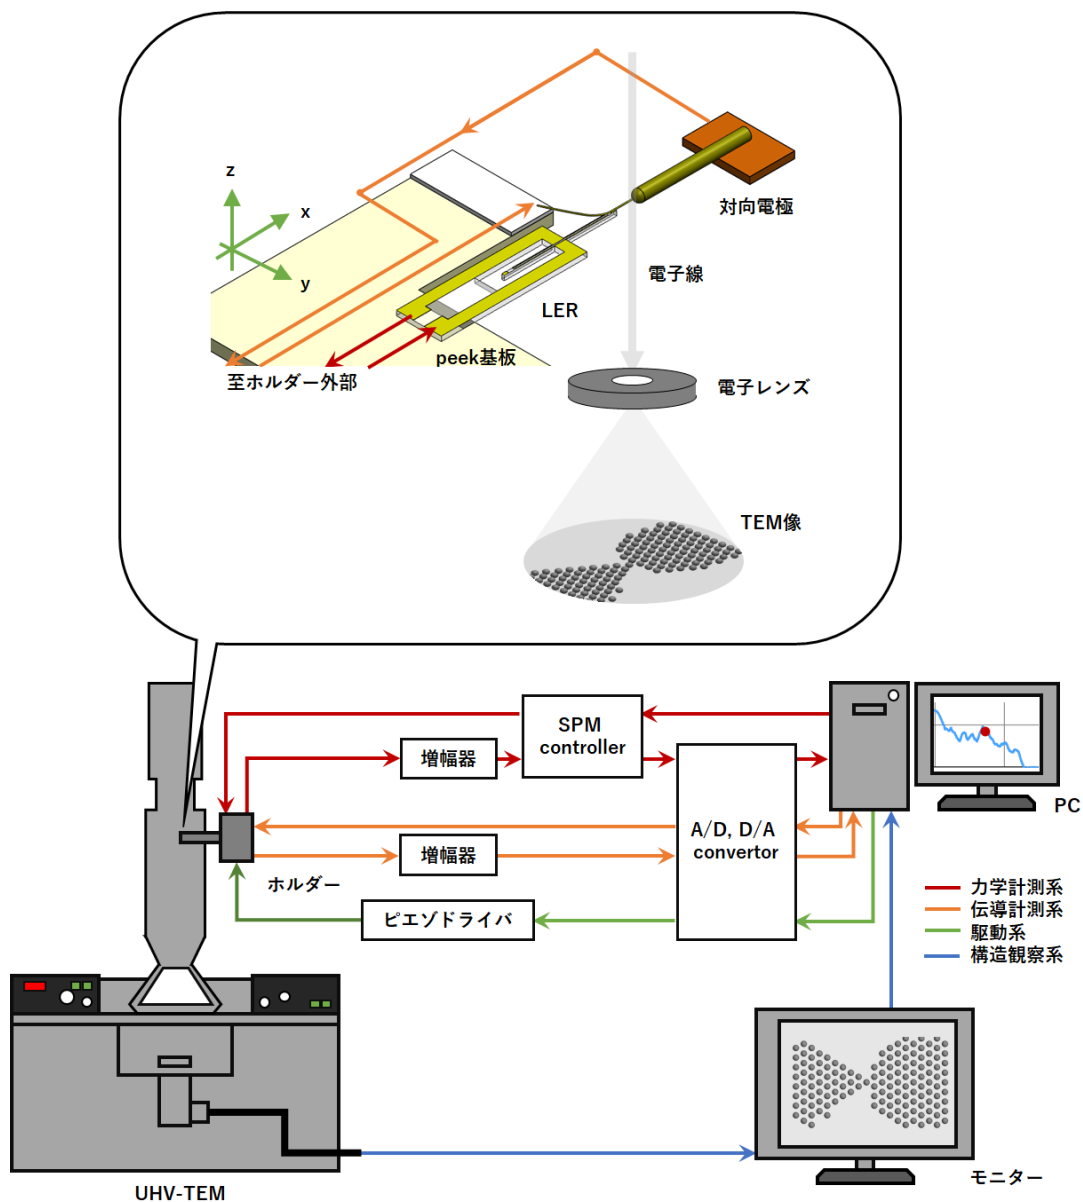 z
x
y
対向電極
電子線
LER
peek基板
至ホルダー外部
電子レンズ
TEM像
SPM
controller
増幅器
PC
A/D, D/A
convertor
増幅器
ホルダー
ピエゾドライバ
力学計測系
伝導計測系
駆動系
構造観察系
モニター
UHV-TEM